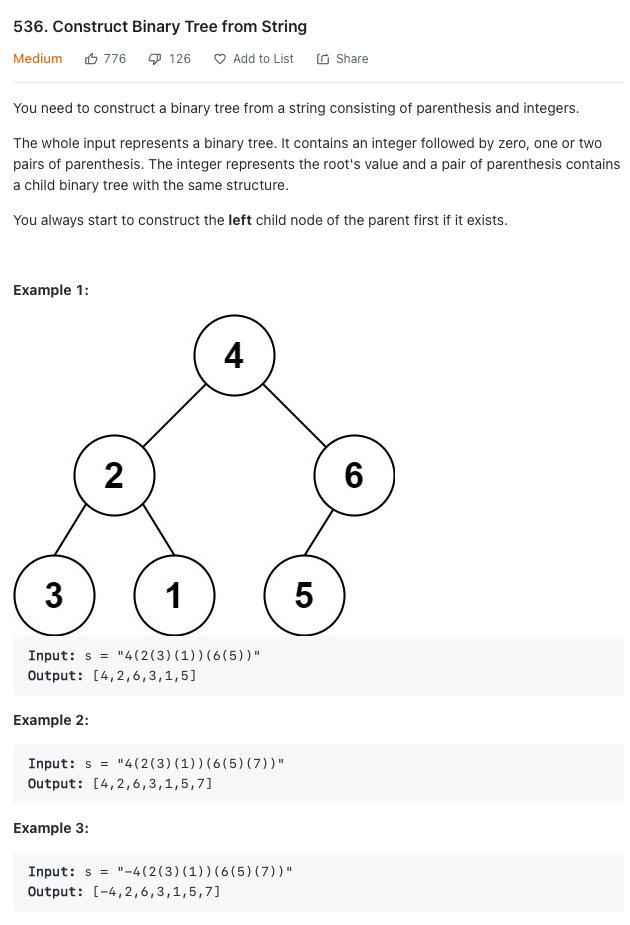 536. Construct Binary Tree from String
Medium 776 126 Add to List Share
You need to construct a binary tree from a string consisting of parenthesis and integers.
The whole input represents a binary tree. It contains an integer followed by zero, one or two
pairs of parenthesis. The integer represents the root's value and a pair of parenthesis contains
a child binary tree with the same structure.
You always start to construct the left child node of the parent first if it exists.
Example 1:
4
2 6
3 1 5
Input: s = "4(2(3)(1))(6(5))"
Output: [4,2,6,3,1,5]
Example 2:
Input: s = "4(2(3)(1))(6(5)(7))"
Output: [4,2,6,3,1,5,7]
Example 3:
Input: s = "-4(2(3)(1))(6(5)(7))"
Output: [-4,2,6,3,1,5,7]